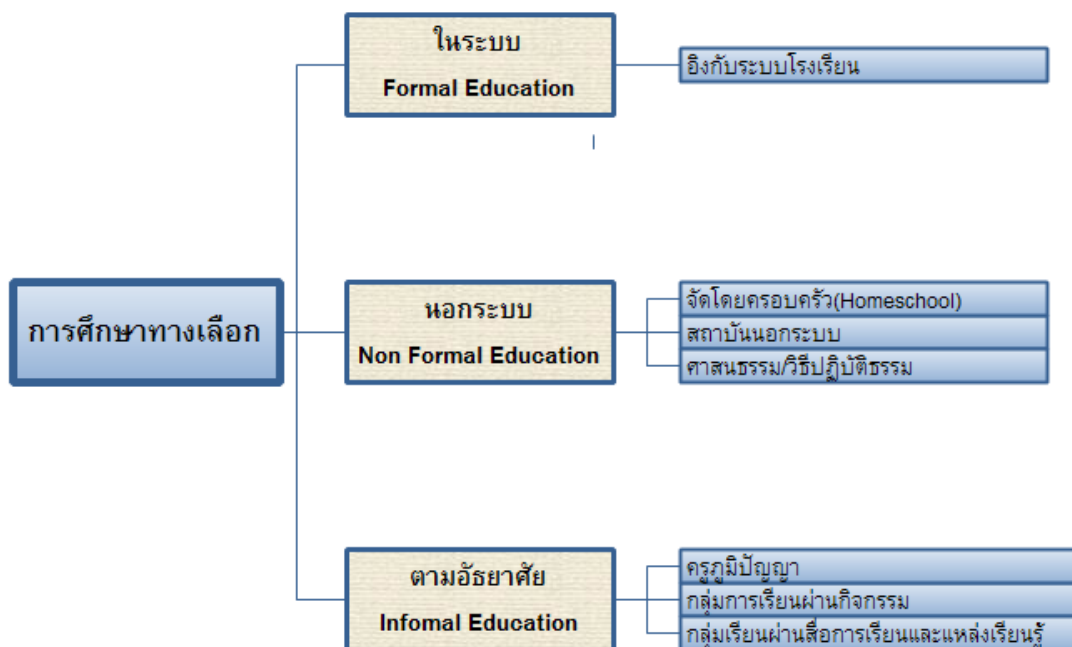 ในระบบ
Formal Education
อิงกับระบบโรงเรียน
การศึกษาทางเลือก
นอกระบบ
Non Formal Education
จัดโดยครอบครัว(Homeschool)
สถาบันนอกระบบ
ศาสนธรรม/วิธีปฏิบัติธรรม
ตามอัธยาศัย
Infomal Education
ครูภูมิปัญญา
กลุ่มการเรียนผ่านกิจกรรม
กลุ่มเรียนผ่านสื่อการเรียนและแหล่งเรียนรู้